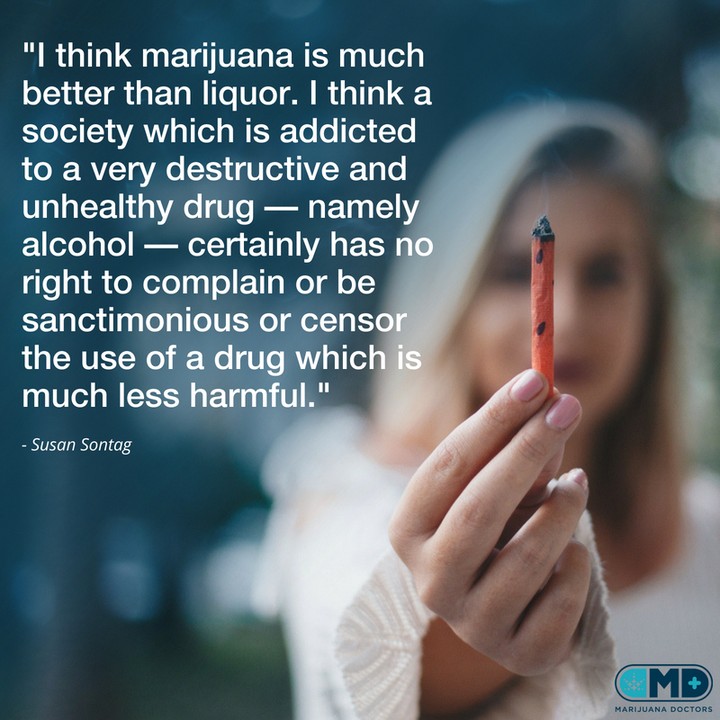 "I think marijuana is much
better than liquor. I think a
society which is addicted
to a very destructive and
unhealthy drug — namely
alcohol — certainly has no
right to complain or be
sanctimonious or censor
the use of a drug which is
much less harmful."
- Susan Sontag
MD
MARIJUANA DOCTORS